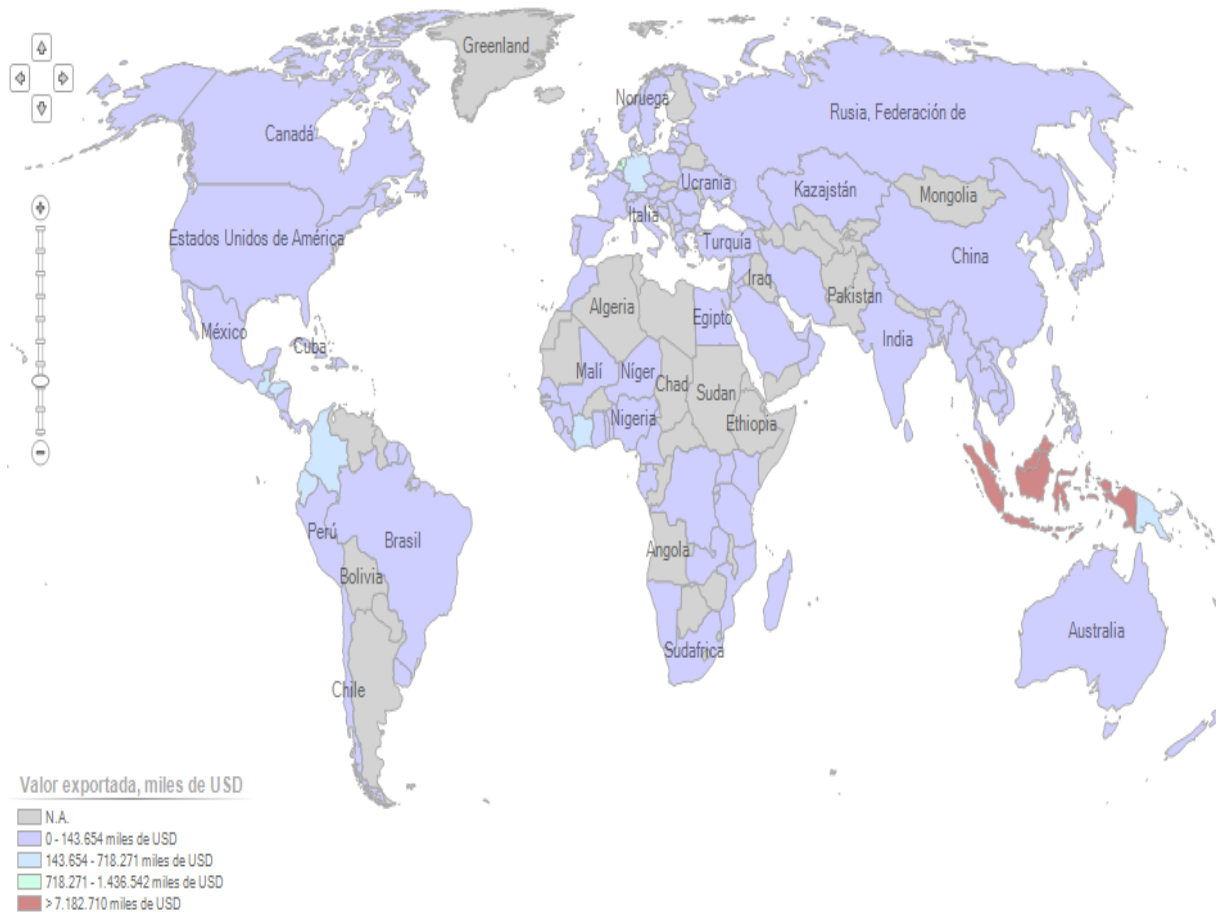 Greenland
Noruega
Rusia, Federación de
Canadá
Ucrania
Kazajstán
Mongolia
Italia
Estados Unidos de América
Turquía
China
Iraq
Pakistán
Algeria
Egipto
México
India
Cuba
Malí
Níger
Chad
Sudan
Nigeria
Ethiopia
Perú
Brasil
Angola
Bolivia
Australia
Sudafrica
Chile
Valor exportada, miles de USD
N.A.
0 - 143.654 miles de USD
143.654 - 718.271 miles de USD
718.271 - 1.436.542 miles de USD
> 7.182.710 miles de USD